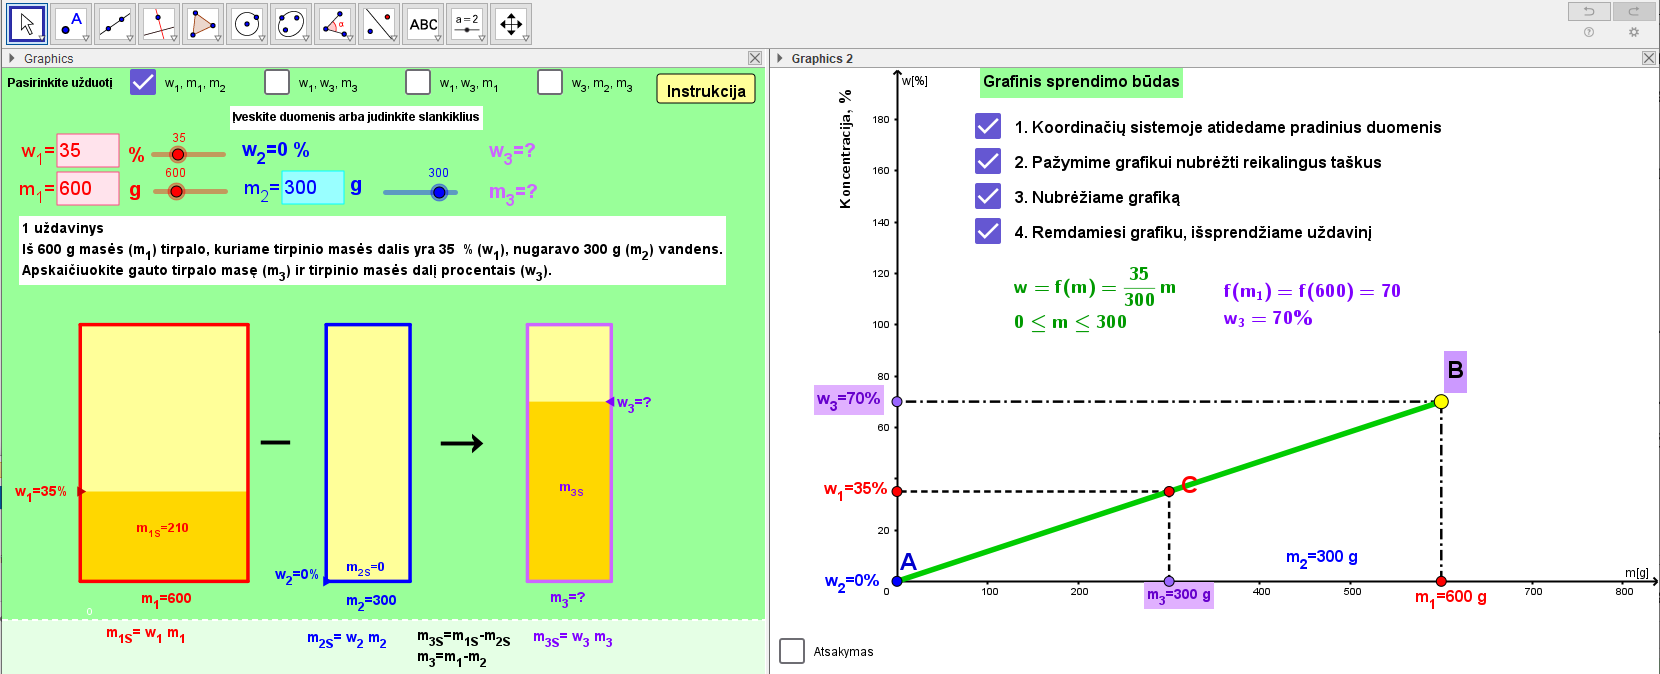 A
α
ABC
a = 2
Graphics
Pasirinkite užduotį
w1, m1, m2
w1, w3, m3
w1, w3, m1
w3, m2, m3
Instrukcija
Įveskite duomenis arba judinkite slankiklius
w1= 35 %
35
w2=0 %
w3=?
m1= 600 g
600
m2= 300 g
300
m3=?
1 uždavinys
Iš 600 g masės (m1) tirpalo, kuriame tirpinio masės dalis yra 35 % (w1), nugaravo 300 g (m2) vandens.
Apskaičiuokite gauto tirpalo masę (m3) ir tirpinio masės dalį procentais (w3).
w3=?
w1=35%
m1S=210
m3S
w2=0%
m2S=0
m1=600
m2=300
m3=?
0
m1S= w1 m1
m2S= w2 m2
m3S=m1S-m2S
m3=m1-m2
m3S= w3 m3
Graphics 2
w[%]
Koncentracija, %
Grafinis sprendimo būdas
1. Koordinačių sistemoje atidedame pradinius duomenis
2. Pažymime grafikui nubrėžti reikalingus taškus
3. Nubrėžiame grafiką
4. Remdamiesi grafiku, išsprendžiame uždavinį
w = f(m) = 35/300 m
0 ≤ m ≤ 300
f(m1) = f(600) = 70
w3 = 70%
180
160
140
120
100
80
60
20
B
w3=70%
w1=35%
C
A
w2=0%
m2=300 g
m[g]
0
100
200
400
500
700
800
m3=300 g
m1=600 g
Atsakymas